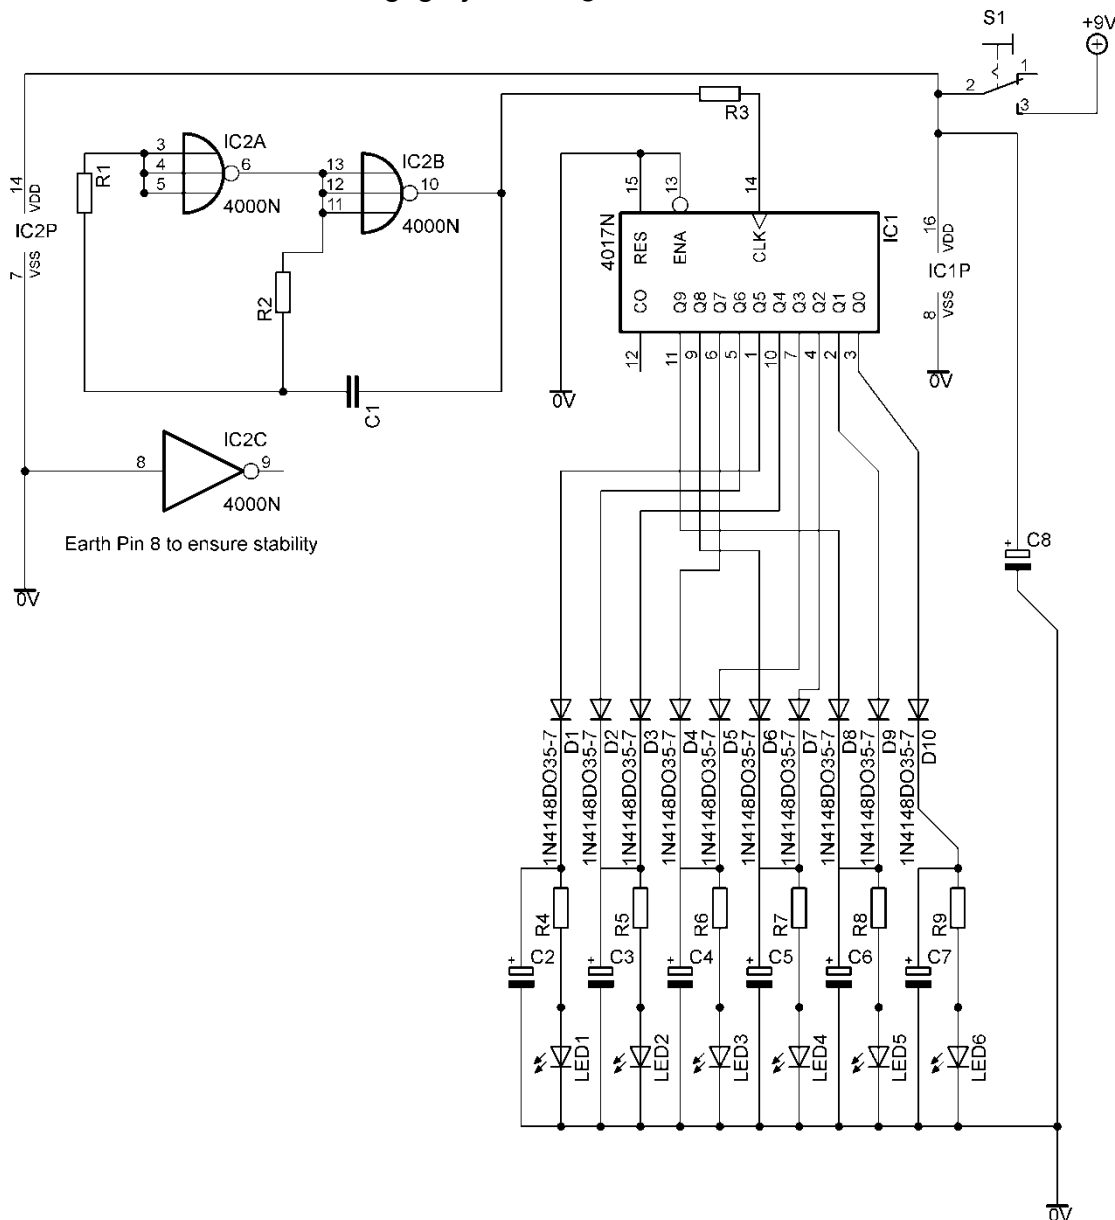 S1
+9V
1
2
3
R3
IC2A
3
4
5
6
4000N
IC2B
13
12
11
10
4000N
R1
14
VDD
IC2P
7
VSS
R2
C1
0V
15
13
14
4017N
IC1
RES
ENA
CLK
CO
Q9
Q8
Q7
Q6
Q5
Q4
Q3
Q2
Q1
Q0
12
11
9
6
5
1
10
7
4
2
3
16
VDD
IC1P
8
VSS
0V
IC2C
8
9
4000N
Earth Pin 8 to ensure stability
0V
+
C8
1N4148DO35-7
D1
1N4148DO35-7
D2
1N4148DO35-7
D3
1N4148DO35-7
D4
1N4148DO35-7
D5
1N4148DO35-7
D6
1N4148DO35-7
D7
1N4148DO35-7
D8
1N4148DO35-7
D9
1N4148DO35-7
D10
R4
R5
R6
R7
R8
R9
+
C2
+
C3
+
C4
+
C5
+
C6
+
C7
LED1
LED2
LED3
LED4
LED5
LED6
0V